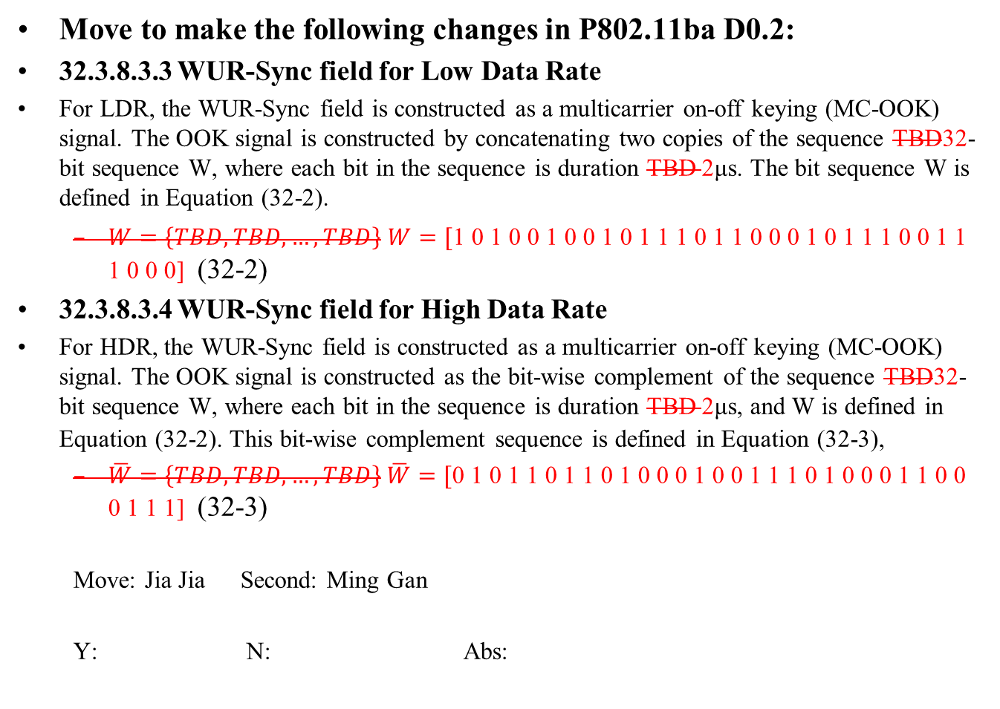 • Move to make the following changes in P802.11ba D0.2:
• 32.3.8.3.3 WUR-Sync field for Low Data Rate
• For LDR, the WUR-Sync field is constructed as a multicarrier on-off keying (MC-OOK)
signal. The OOK signal is constructed by concatenating two copies of the sequence TBD32-
bit sequence W, where each bit in the sequence is duration TBD 2μs. The bit sequence W is
defined in Equation (32-2).
– W = {TBD, TBD, … , TBD} W = [1 0 1 0 0 1 0 0 1 0 1 1 1 0 1 1 0 0 0 1 0 1 1 1 0 0 1 1
1 0 0 0] (32-2)
• 32.3.8.3.4 WUR-Sync field for High Data Rate
• For HDR, the WUR-Sync field is constructed as a multicarrier on-off keying (MC-OOK)
signal. The OOK signal is constructed as the bit-wise complement of the sequence TBD32-
bit sequence W, where each bit in the sequence is duration TBD 2μs, and W is defined in
Equation (32-2). This bit-wise complement sequence is defined in Equation (32-3),
– W̅ = {TBD, TBD, … , TBD} W̅ = [0 1 0 1 1 0 1 1 0 1 0 0 0 1 0 0 1 1 1 0 1 0 0 0 1 1 0 0
0 1 1 1] (32-3)
Move: Jia Jia Second: Ming Gan
Y: N: Abs: